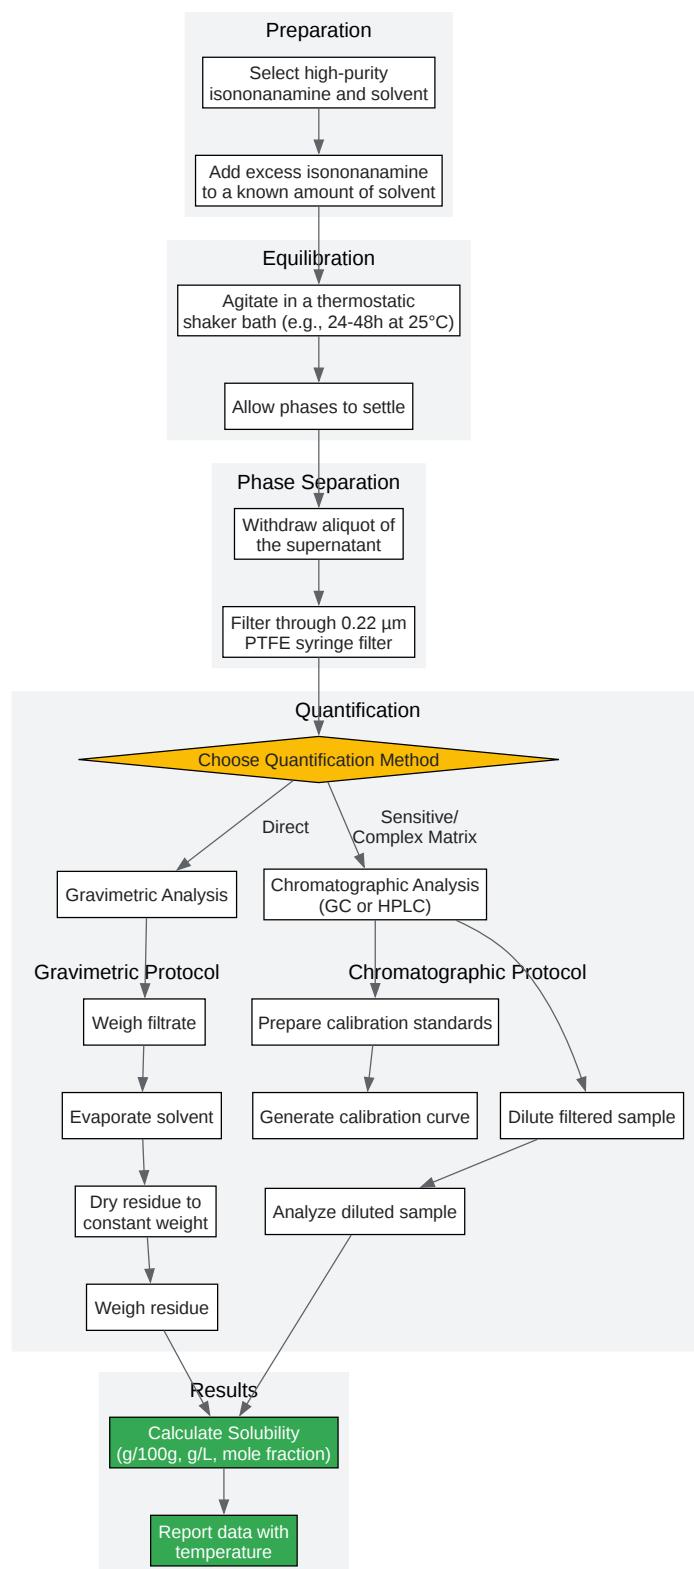 Preparation
Select high-purity
isononanamine and solvent
Add excess isononanamine
to a known amount of solvent
Equilibration
Agitate in a thermostatic
shaker bath (e.g., 24-48h at 25°C)
Allow phases to settle
Phase Separation
Withdraw aliquot of
the supernatant
Filter through 0.22 µm
PTFE syringe filter
Quantification
Choose Quantification Method
Direct
Sensitive/
Complex Matrix
Gravimetric Analysis
Chromatographic Analysis
(GC or HPLC)
Gravimetric Protocol
Chromatographic Protocol
Weigh filtrate
Prepare calibration standards
Evaporate solvent
Generate calibration curve
Dilute filtered sample
Dry residue to
constant weight
Analyze diluted sample
Weigh residue
Results
Calculate Solubility
(g/100g, g/L, mole fraction)
Report data with
temperature